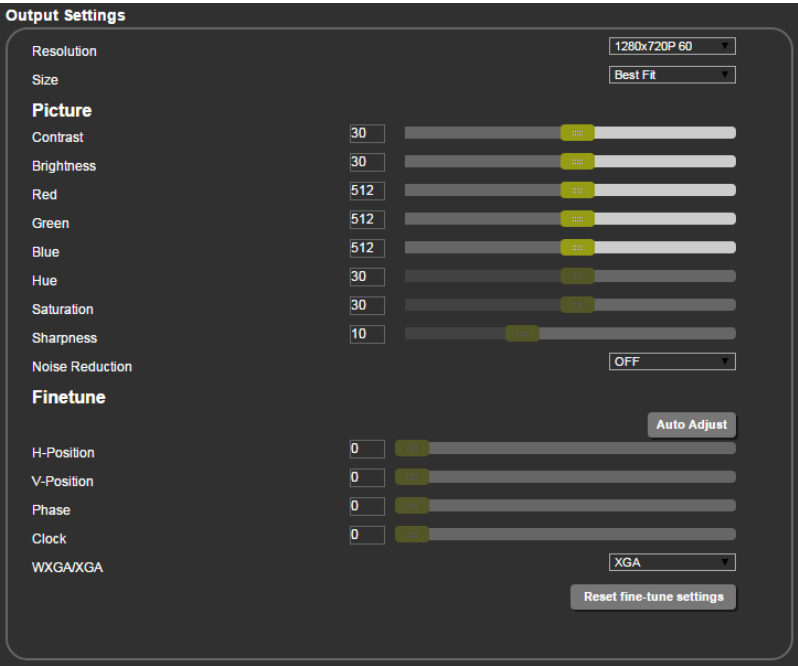 Output Settings
Resolution 1280x720P 60
Size Best Fit
Picture
Contrast 30
Brightness 30
Red 512
Green 512
Blue 512
Hue 30
Saturation 30
Sharpness 10
Noise Reduction OFF
Finetune
Auto Adjust
H-Position 0
V-Position 0
Phase 0
Clock 0
WXGA/XGA XGA
Reset fine-tune settings